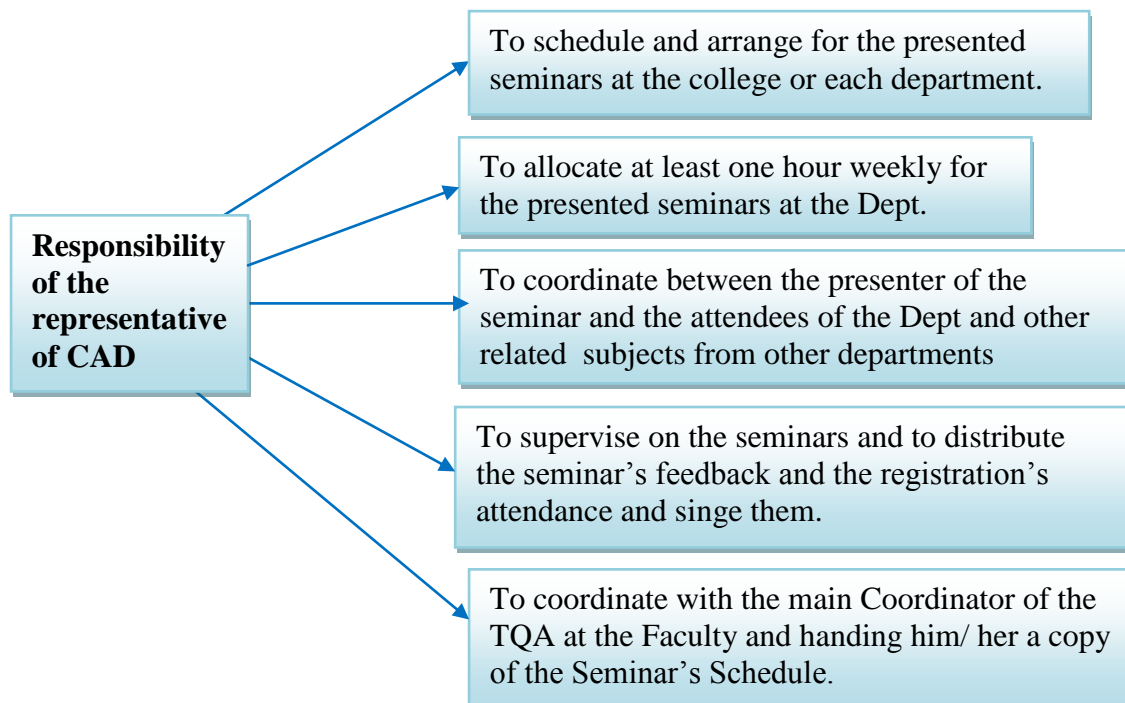 To schedule and arrange for the presented
seminars at the college or each department.
To allocate at least one hour weekly for
the presented seminars at the Dept.
Responsibility
of the
representative
of CAD
To coordinate between the presenter of the
seminar and the attendees of the Dept and other
related  subjects from other departments
To supervise on the seminars and to distribute
the seminar’s feedback and the registration’s
attendance and singe them.
To coordinate with the main Coordinator of the
TQA at the Faculty and handing him/ her a copy
of the Seminar’s Schedule.